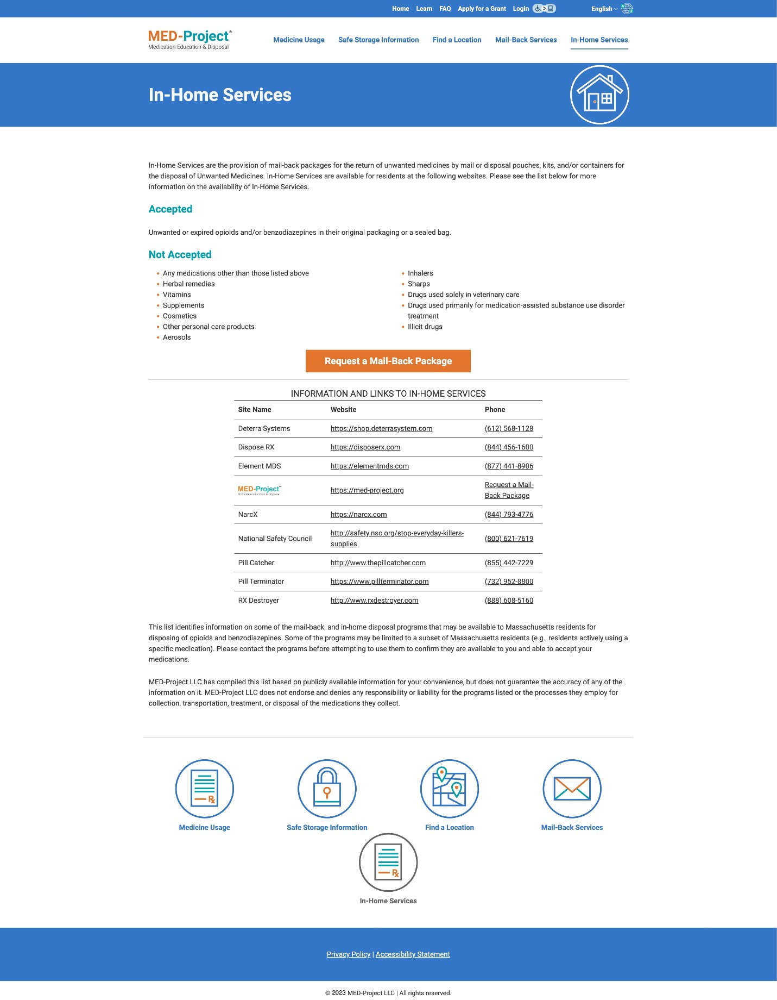 Home Learn FAQ Apply for a Grant Login English
MED-Project®
Medication Education & Disposal
Medicine Usage Safe Storage Information Find a Location Mail-Back Services In-Home Services
In-Home Services
In-Home Services are the provision of mail-back packages for the return of unwanted medicines by mail or disposal pouches, kits, and/or containers for
the disposal of Unwanted Medicines. In-Home Services are available for residents at the following websites. Please see the list below for more
information on the availability of In-Home Services.
Accepted
Unwanted or expired opioids and/or benzodiazepines in their original packaging or a sealed bag.
Not Accepted
• Any medications other than those listed above
• Herbal remedies
• Vitamins
• Supplements
• Cosmetics
• Other personal care products
• Aerosols
• Inhalers
• Sharps
• Drugs used solely in veterinary care
• Drugs used primarily for medication-assisted substance use disorder
treatment
• Illicit drugs
Request a Mail-Back Package
INFORMATION AND LINKS TO IN-HOME SERVICES
Site Name Website Phone
Deterra Systems https://shop.deterrasystem.com (612) 568-1128
Dispose RX https://disposerx.com (844) 456-1600
Element MDS https://elementmds.com (877) 441-8906
MED-Project™
Medication Education & Disposal
https://med-project.org
Request a Mail-
Back Package
NarcX https://narcx.com (844) 793-4776
National Safety Council
http://safety.nsc.org/stop-everyday-killers-
supplies
(800) 621-7619
Pill Catcher http://www.thepillcatcher.com (855) 442-7229
Pill Terminator https://www.pillterminator.com (732) 952-8800
RX Destroyer http://www.rxdestroyer.com (888) 608-5160
This list identifies information on some of the mail-back, and in-home disposal programs that may be available to Massachusetts residents for
disposing of opioids and benzodiazepines. Some of the programs may be limited to a subset of Massachusetts residents (e.g., residents actively using a
specific medication). Please contact the programs before attempting to use them to confirm they are available to you and able to accept your
medications.
MED-Project LLC has compiled this list based on publicly available information for your convenience, but does not guarantee the accuracy of any of the
information on it. MED-Project LLC does not endorse and denies any responsibility or liability for the programs listed or the processes they employ for
collection, transportation, treatment, or disposal of the medications they collect.
Rx
Medicine Usage Safe Storage Information Find a Location Mail-Back Services
Rx
In-Home Services
Privacy Policy | Accessibility Statement
© 2023 MED-Project LLC | All rights reserved.